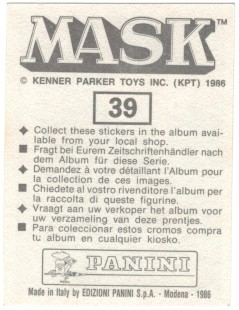 MASK™
© KENNER PARKER TOYS INC. (KPT) 1986
39
◆ Collect these stickers in the album avai-
lable from your local shop.
■ Fragt bei Eurem Zeitschriftenhändler nach
dem Album für diese Serie.
◆ Demandez à votre détaillant l'Album pour
la collection de ces images.
■ Chiedete al vostro rivenditore l'album per
la raccolta di queste figurine.
◆ Vraagt aan uw verkoper het album voor
uw verzameling van deze prentjes.
■ Para coleccionar estos cromos compra
tu album en cualquier kiosko.
PANINI
Made in Italy by EDIZIONI PANINI S.p.A. - Modena - 1986